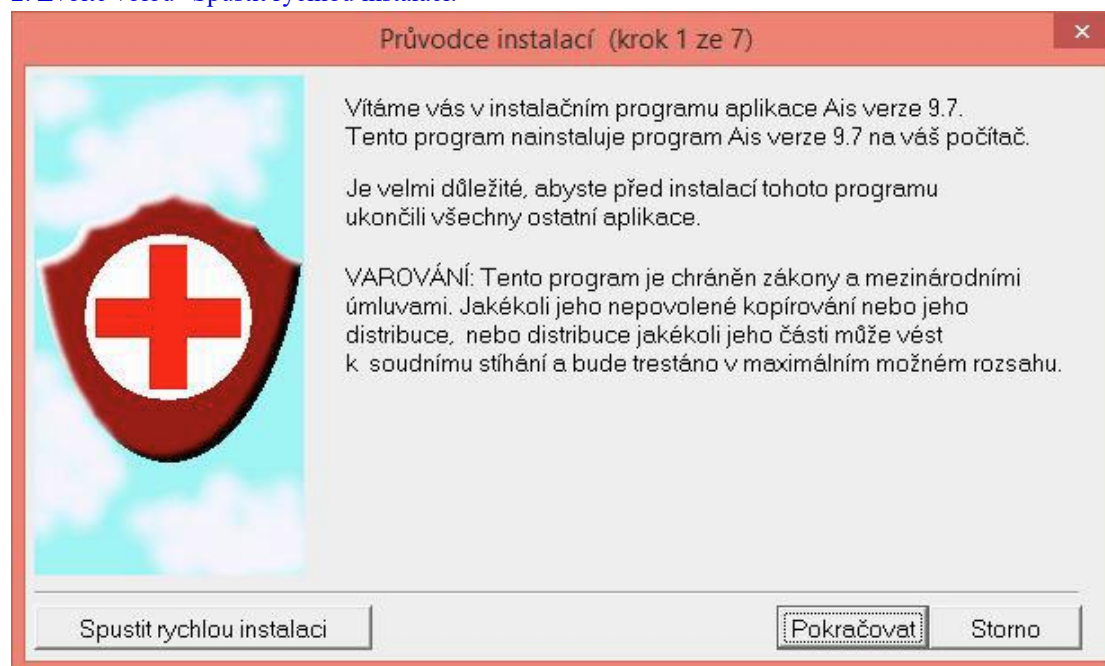 Průvodce instalací (krok 1 ze 7)
Vítáme vás v instalačním programu aplikace Ais verze 9.7.
Tento program nainstaluje program Ais verze 9.7 na váš počítač.
Je velmi důležité, abyste před instalací tohoto programu
ukončili všechny ostatní aplikace.
VAROVÁNÍ: Tento program je chráněn zákony a mezinárodními
úmluvami. Jakékoli jeho nepovolené kopírování nebo jeho
distribuce, nebo distribuce jakékoli jeho části může vést
k soudnímu stíhání a bude trestáno v maximálním možném rozsahu.
Spustit rychlou instalaci
Pokračovat
Storno